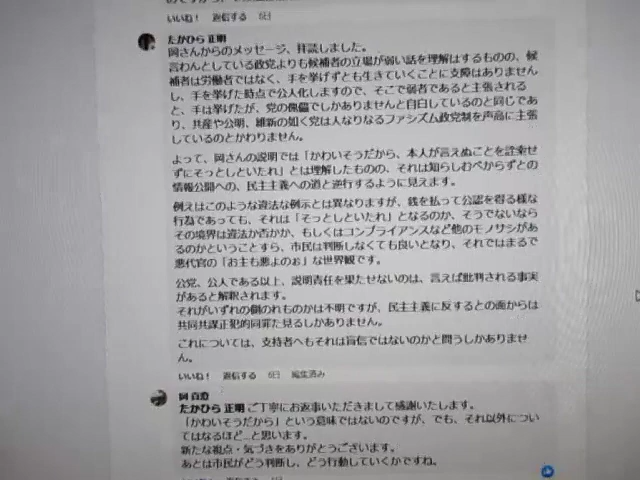 いいね！ 返信する 6日
たかひら 正明
岡さんからのメッセージ、拝読しました。
言わんとしている政党よりも候補者の立場が弱い話を理解はするものの、候
補者は労働者ではなく、手を挙げずとも生きていくことに支障はありません
し、手を挙げた時点で公人化しますので、そこで弱者であると主張される
と、手は挙げたが、党の傀儡でしかありませんと自白しているのと同じであ
り、共産や公明、維新の如く党は人なりなるファシズム政党制を声高に主張
しているのとかわりません。
よって、岡さんの説明では「かわいそうだから、本人が言えぬことを詮索せ
ずにそっとしといたれ」とは理解したものの、それは知らしむべからずとの
情報公開への、民主主義への道と逆行するように見えます。
例えはこのような違法な例示とは異なりますが、銭を払って公認を得る様な
行為であっても、それは「そっとしといたれ」となるのか、そうでないなら
その境界は違法か否か、もしくはコンプライアンスなど他のモノサシがあ
るのかということすら、市民は判断しなくても良いとなり、それではまるで
悪代官の「お主も悪よのぉ」な世界観です。
公党、公人である以上、説明責任を果たせないのは、言えば批判される事実
があると解釈されます。
それがいずれの側のれものかは不明ですが、民主主義に反するとの面からは
共同共謀正犯的同罪た見るしかありません。
これについては、支持者へもそれは盲信ではないのかと問うしかありませ
ん。
いいね！ 返信する 6日 編集済み
岡
たかひら 正明 ご丁寧にお返事いただきまして感謝いたします。
「かわいそうだから」という意味ではないのですが、でも、それ以外につい
てはなるほど…と思います。
新たな視点・気づきをありがとうございます。
あとは市民がどう判断し、どう行動していくかですね。
いいね！ 返信する 6日